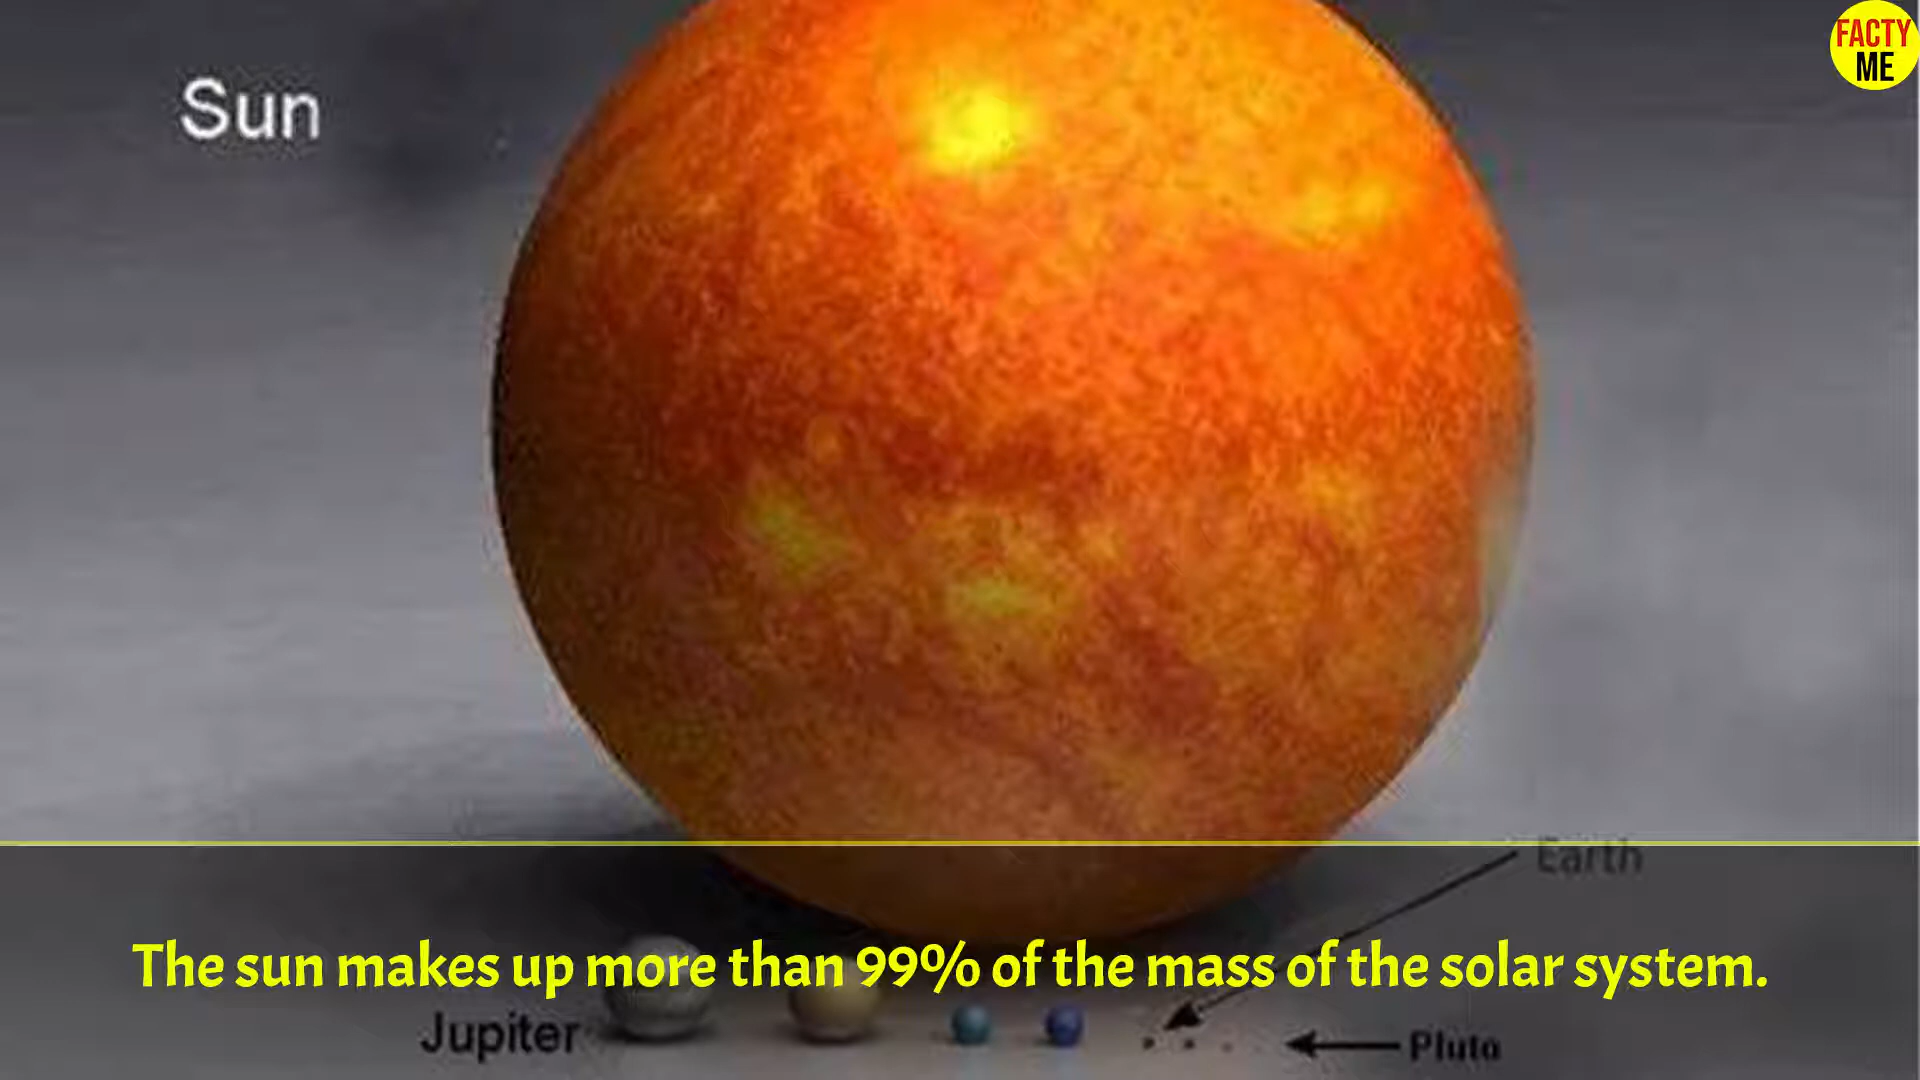 FACTY
ME
Sun
Earth
The sun makes up more than 99% of the mass of the solar system.
Jupiter
Pluto